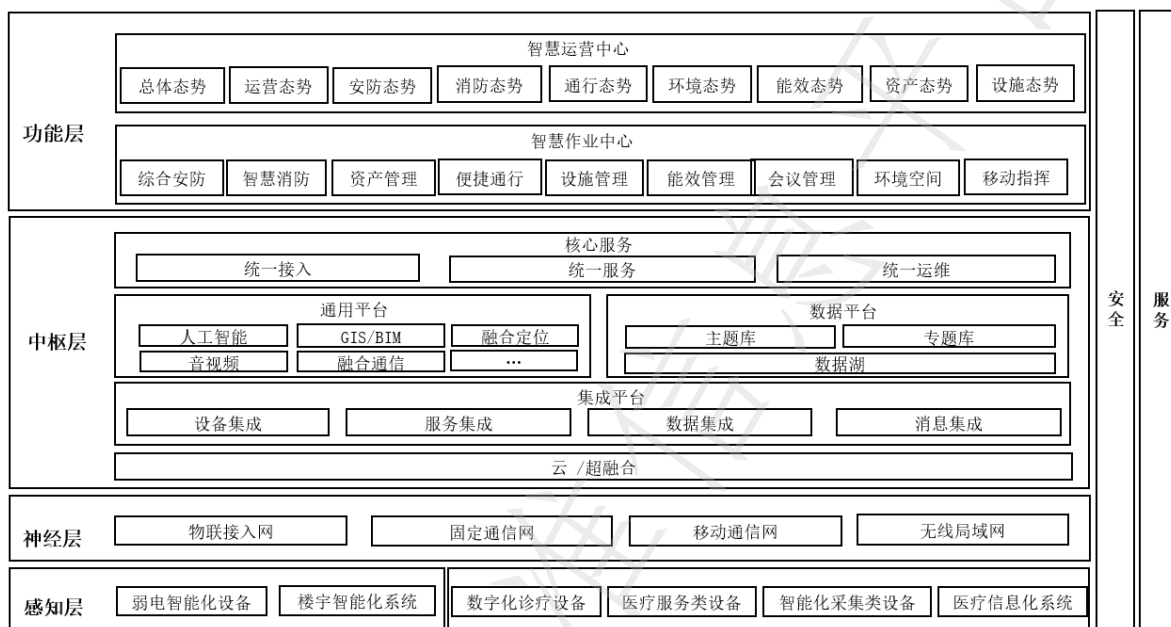 智慧运营中心
总体态势 运营态势 安防态势 消防态势 通行态势 环境态势 能效态势 资产态势 设施态势
功能层
智慧作业中心
综合安防 智慧消防 资产管理 便捷通行 设施管理 能效管理 会议管理 环境空间 移动指挥
核心服务
统一接入 统一服务 统一运维
通用平台 数据平台
人工智能 GIS/BIM 融合定位 主题库 专题库
中枢层
音视频 融合通信 … 数据湖
集成平台
设备集成 服务集成 数据集成 消息集成
云 /超融合
神经层 物联接入网 固定通信网 移动通信网 无线局域网
感知层 弱电智能化设备 楼宇智能化系统 数字化诊疗设备 医疗服务类设备 智能化采集类设备 医疗信息化系统
安全
服务